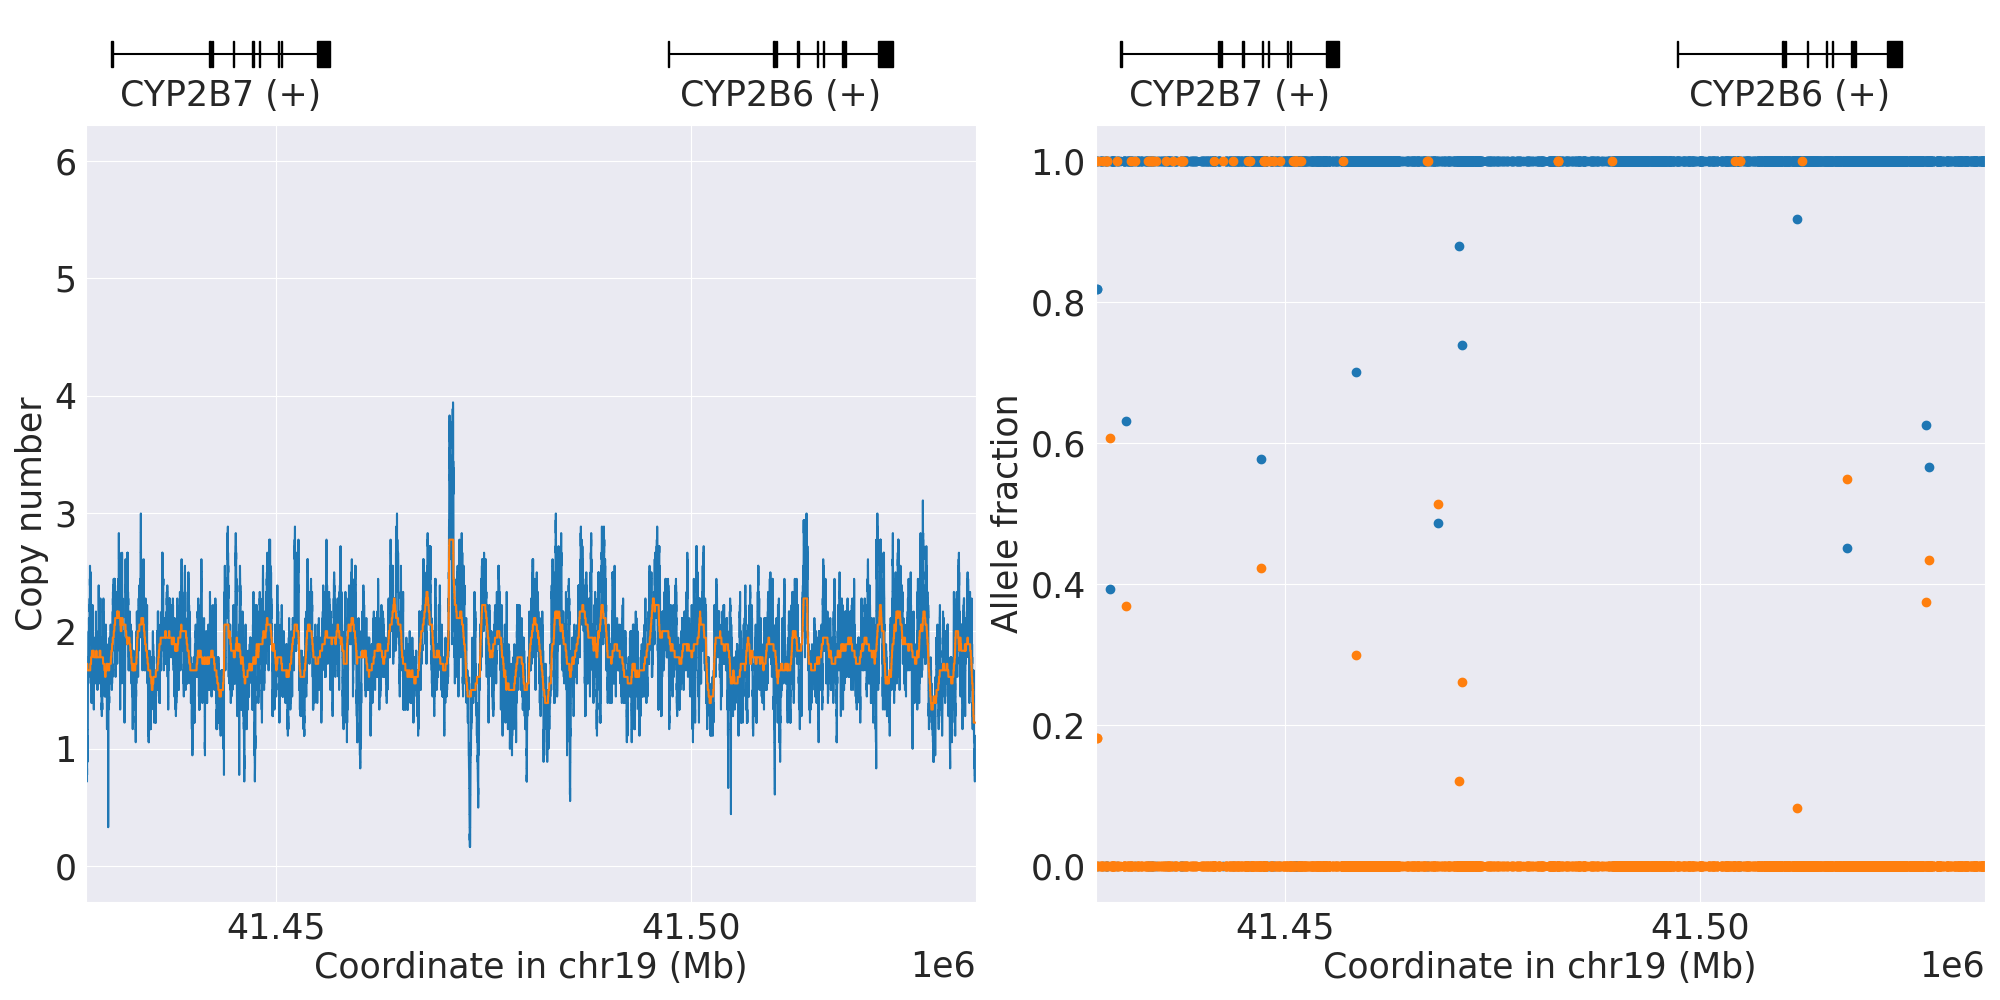 CYP2B7 (+) CYP2B6 (+)
6
5
4
3
2
1
0
Copy number
41.45 41.50
Coordinate in chr19 (Mb) 1e6
CYP2B7 (+) CYP2B6 (+)
1.0
0.8
0.6
0.4
0.2
0.0
Allele fraction
41.45 41.50
Coordinate in chr19 (Mb) 1e6